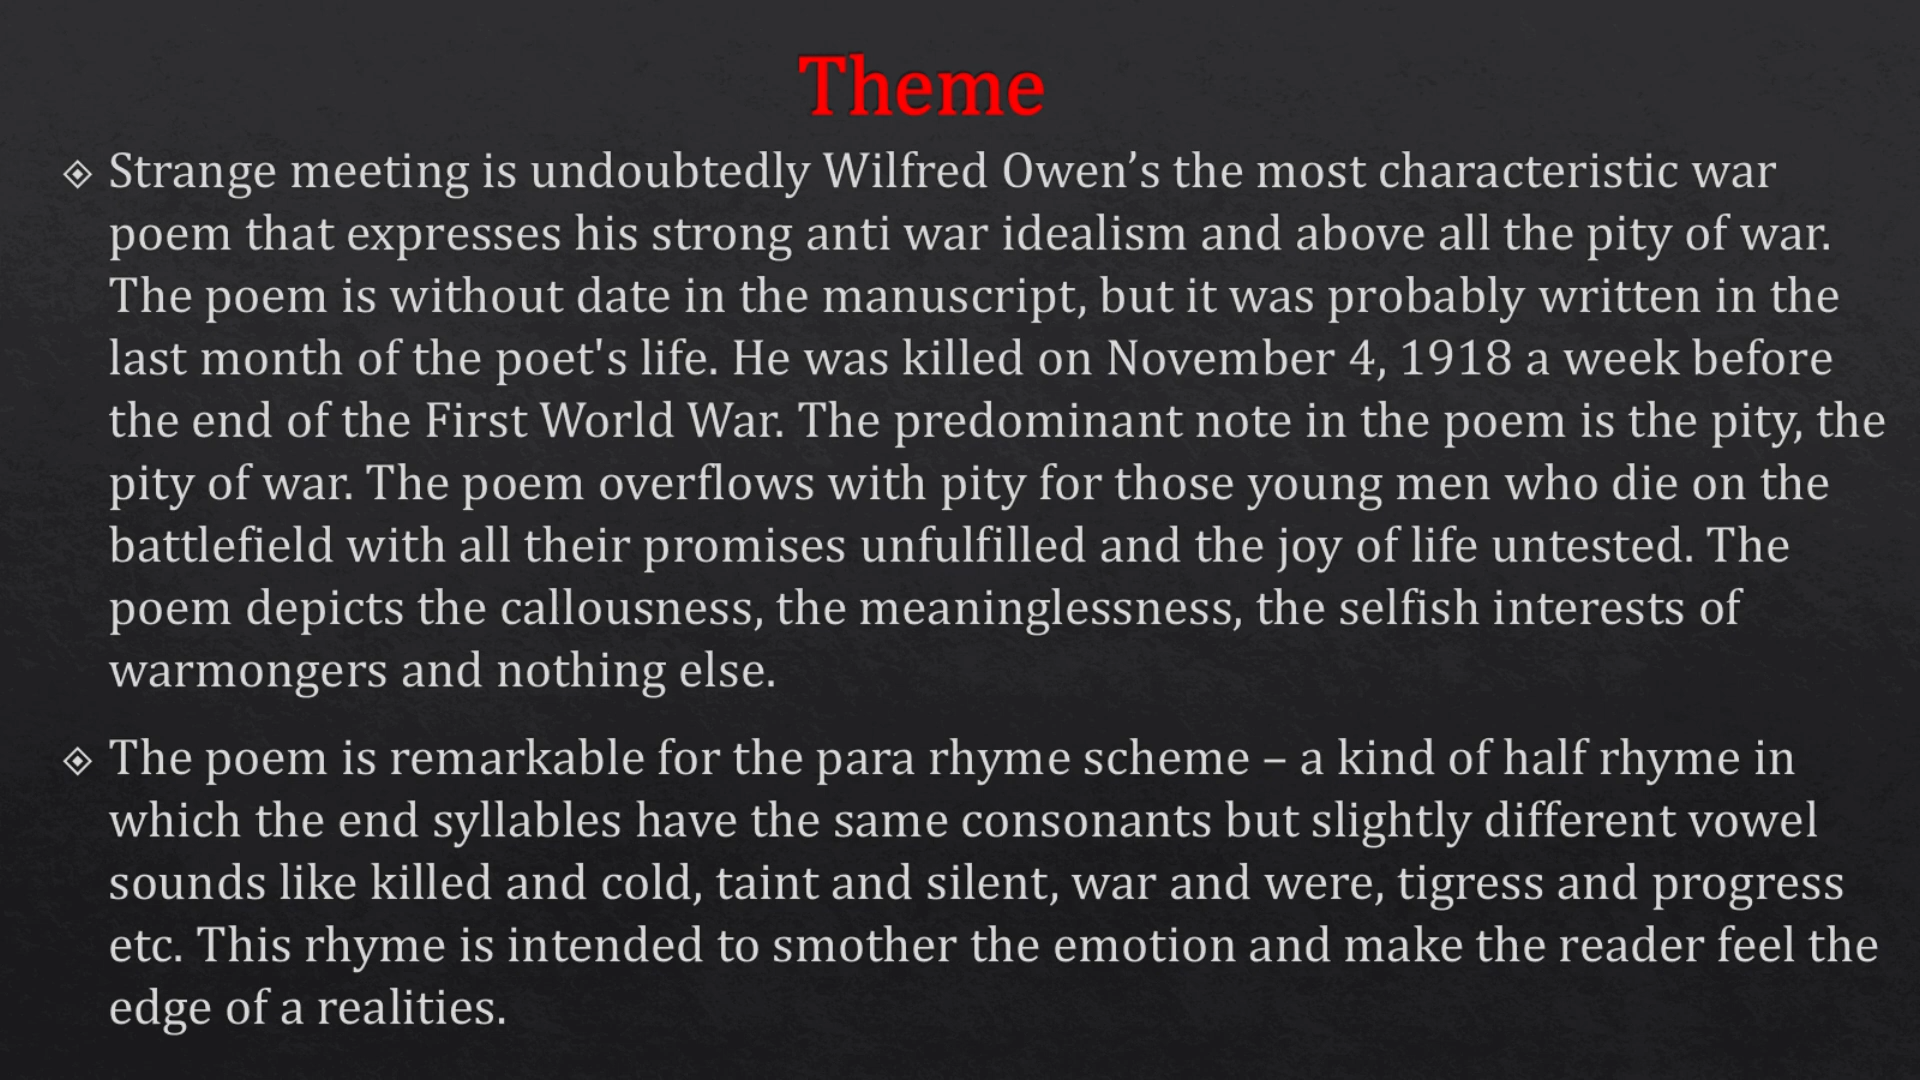 Theme
Strange meeting is undoubtedly Wilfred Owen’s the most characteristic war
poem that expresses his strong anti war idealism and above all the pity of war.
The poem is without date in the manuscript, but it was probably written in the
last month of the poet's life. He was killed on November 4, 1918 a week before
the end of the First World War. The predominant note in the poem is the pity, the
pity of war. The poem overflows with pity for those young men who die on the
battlefield with all their promises unfulfilled and the joy of life untested. The
poem depicts the callousness, the meaninglessness, the selfish interests of
warmongers and nothing else.
The poem is remarkable for the para rhyme scheme – a kind of half rhyme in
which the end syllables have the same consonants but slightly different vowel
sounds like killed and cold, taint and silent, war and were, tigress and progress
etc. This rhyme is intended to smother the emotion and make the reader feel the
edge of a realities.